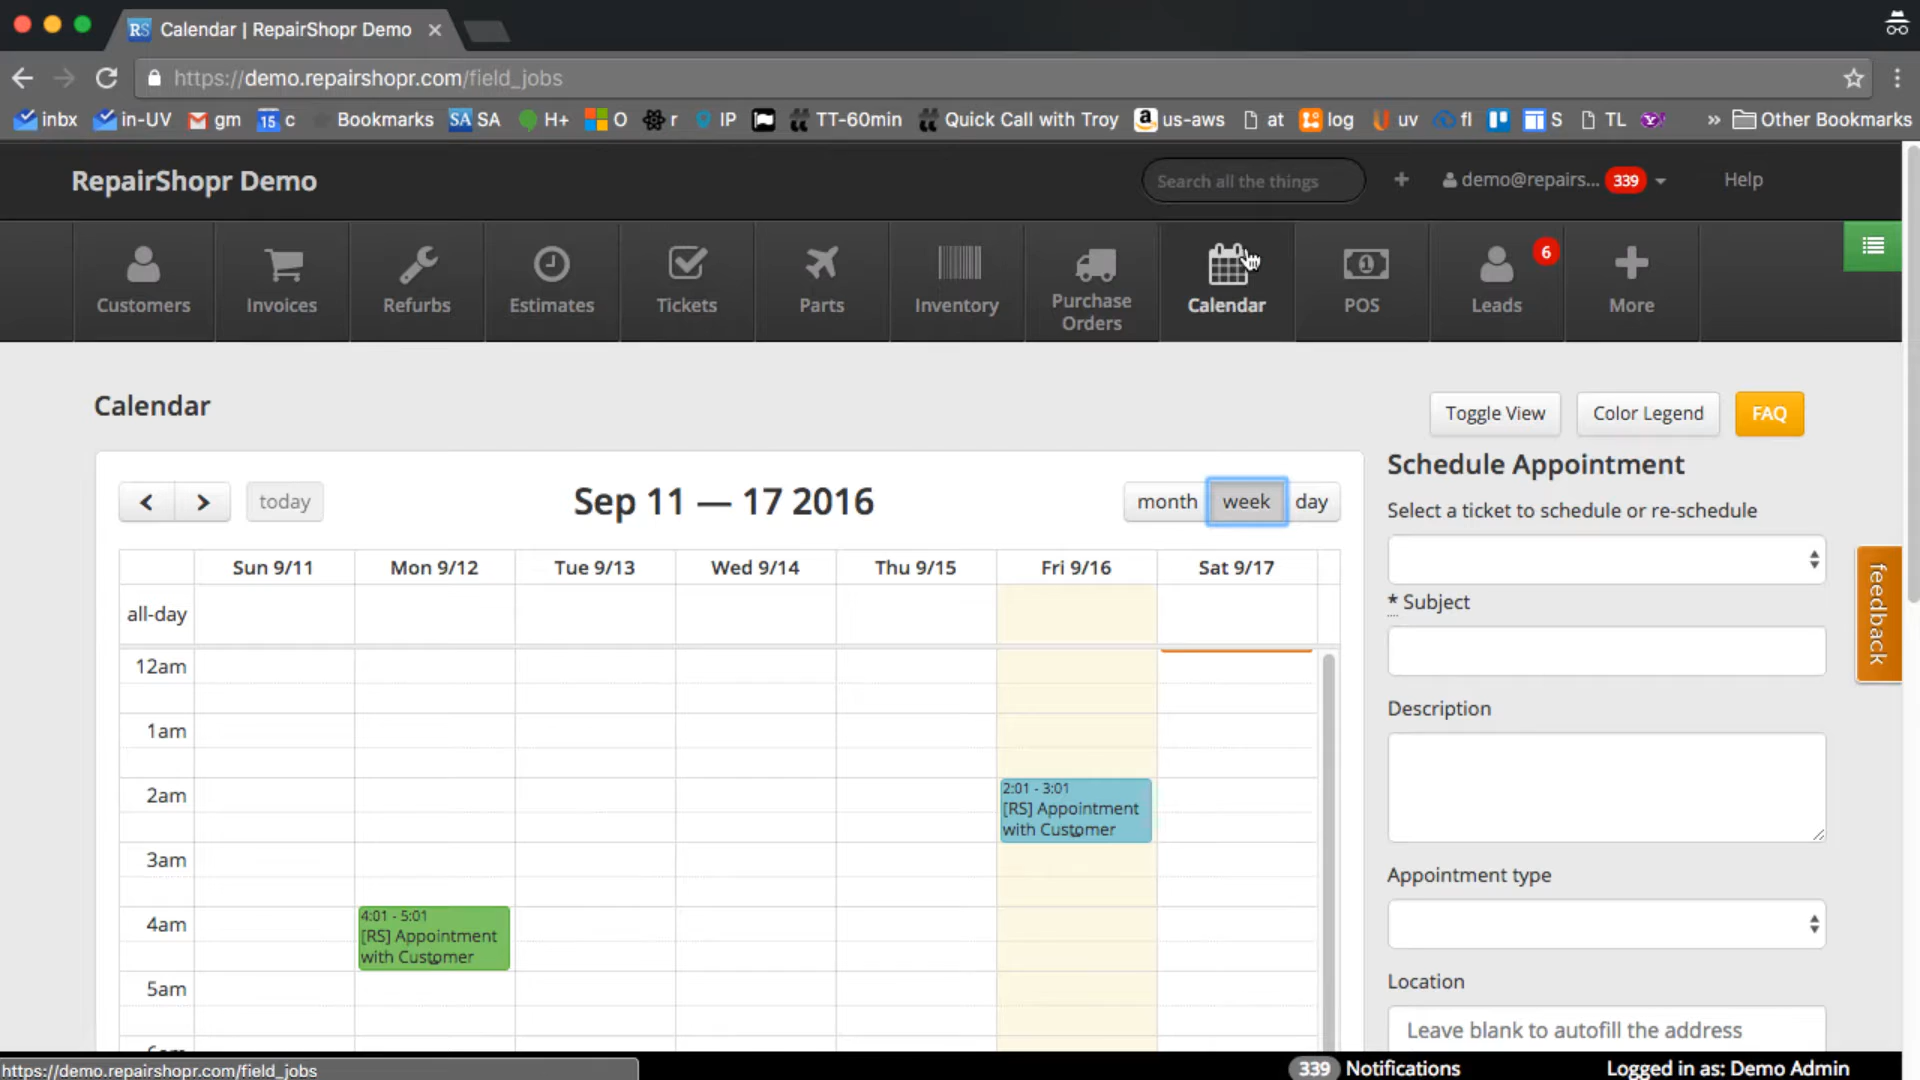 RS Calendar | RepairShopr Demo
https://demo.repairshopr.com/field_jobs
inbx in-UV gm 15 c Bookmarks SA SA H+ O r IP TT-60min Quick Call with Troy a us-aws at log uv fl S TL » Other Bookmarks
RepairShopr Demo
Search all the things
demo@repairs... 339
Help
Customers
Invoices
Refurbs
Estimates
Tickets
Parts
Inventory
Purchase
Orders
Calendar
POS
Leads 6
More
Calendar
Toggle View
Color Legend
FAQ
today
Sep 11 — 17 2016
month week day
Sun 9/11 Mon 9/12 Tue 9/13 Wed 9/14 Thu 9/15 Fri 9/16 Sat 9/17
all-day
12am
1am
2am
2:01 - 3:01
[RS] Appointment
with Customer
3am
4am
4:01 - 5:01
[RS] Appointment
with Customer
5am
Schedule Appointment
Select a ticket to schedule or re-schedule
* Subject
Description
Appointment type
Location
Leave blank to autofill the address
feedback
https://demo.repairshopr.com/field_jobs
339 Notifications
Logged in as: Demo Admin